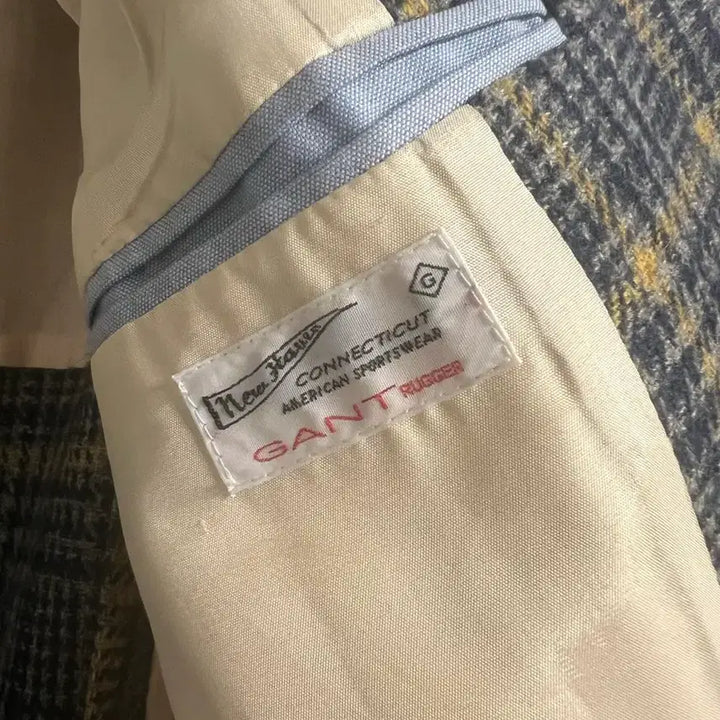 G
New Haven
CONNECTICUT
AMERICAN SPORTSWEAR
GANT RUGGER